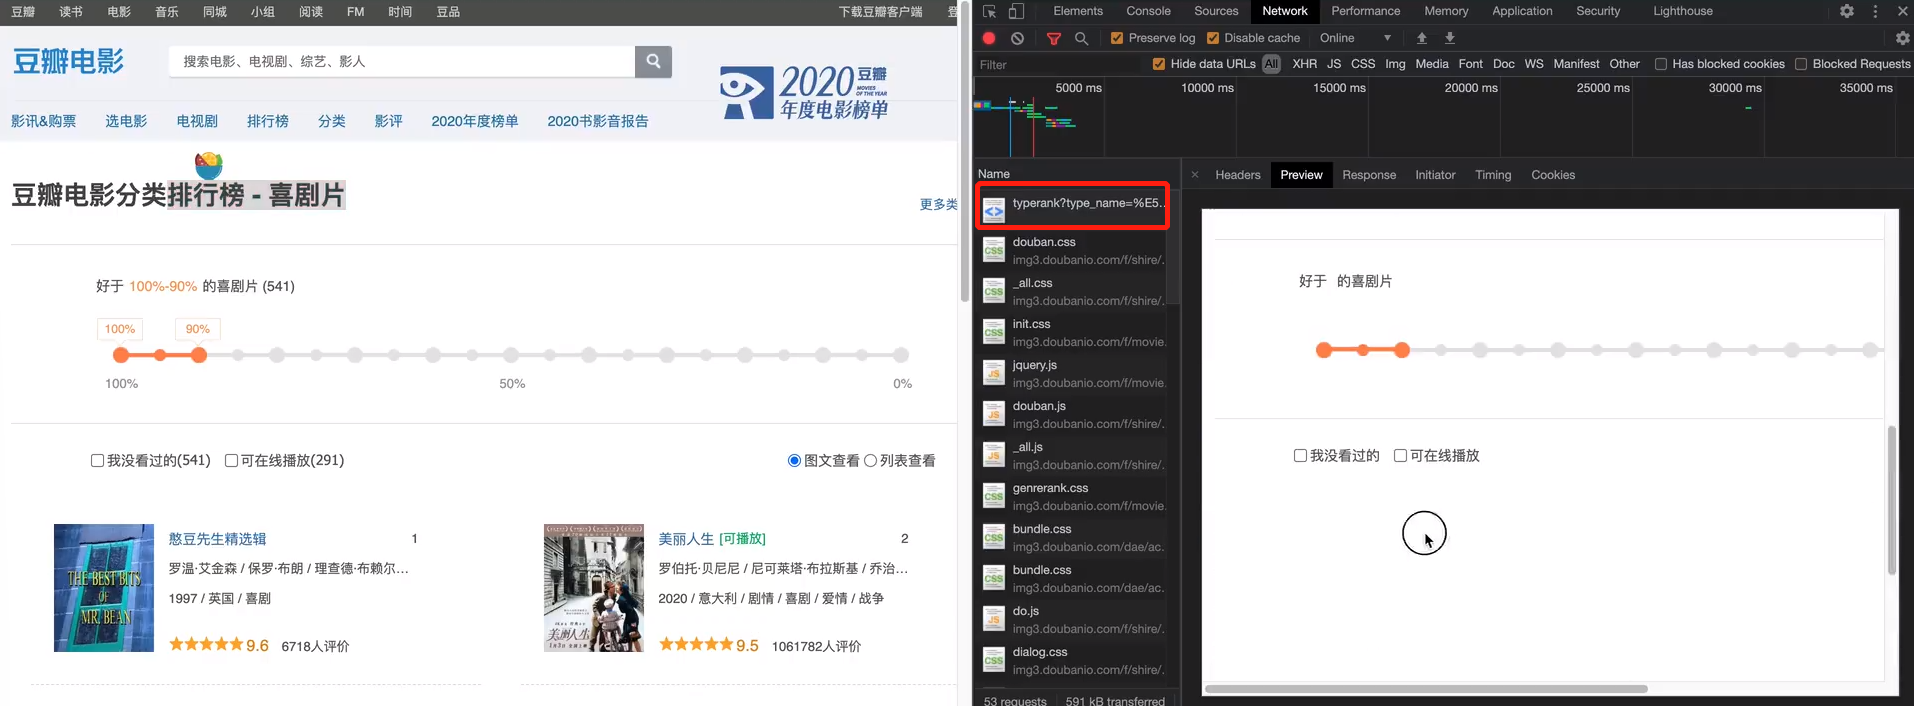 豆瓣 读书 电影 音乐 同城 小组 阅读 FM 时间 豆品 下载豆瓣客户端
豆瓣电影
搜索电影、电视剧、综艺、影人
2020 豆瓣
MOVIES OF THE YEAR
年度电影榜单
影讯&购票 选电影 电视剧 排行榜 分类 影评 2020年度榜单 2020书影音报告
豆瓣电影分类排行榜 - 喜剧片
更多类
好于 100%-90% 的喜剧片 (541)
100% 90%
100% 50% 0%
我没看过的(541) 可在线播放(291)
图文查看 列表查看
THE BEST BITS
OF
MR. BEAN
憨豆先生精选辑 1
罗温·艾金森 / 保罗·布朗 / 理查德·布赖尔...
1997 / 英国 / 喜剧
9.6 6718人评价
美丽人生
美丽人生 [可播放] 2
罗伯托·贝尼尼 / 尼可莱塔·布拉斯基 / 乔治...
2020 / 意大利 / 剧情 / 喜剧 / 爱情 / 战争
9.5 1061782人评价
Elements Console Sources Network Performance Memory Application Security Lighthouse
Preserve log Disable cache Online
Filter Hide data URLs All XHR JS CSS Img Media Font Doc WS Manifest Other Has blocked cookies Blocked Requests
5000 ms 10000 ms 15000 ms 20000 ms 25000 ms 30000 ms 35000 ms
Name
typerank?type_name=%E5..
douban.css
img3.doubanio.com/f/shire/.
_all.css
img3.doubanio.com/f/shire/.
init.css
img3.doubanio.com/f/movie.
jquery.js
img3.doubanio.com/f/movie.
douban.js
img3.doubanio.com/f/shire/.
_all.js
img3.doubanio.com/f/shire/.
genrerank.css
img3.doubanio.com/f/movie.
bundle.css
img3.doubanio.com/dae/ac.
bundle.css
img3.doubanio.com/dae/ac.
do.js
img3.doubanio.com/f/shire/.
dialog.css
img3.doubanio.com/f/shire/.
53 requests 591 kB transferred
Headers Preview Response Initiator Timing Cookies
好于 的喜剧片
我没看过的 可在线播放